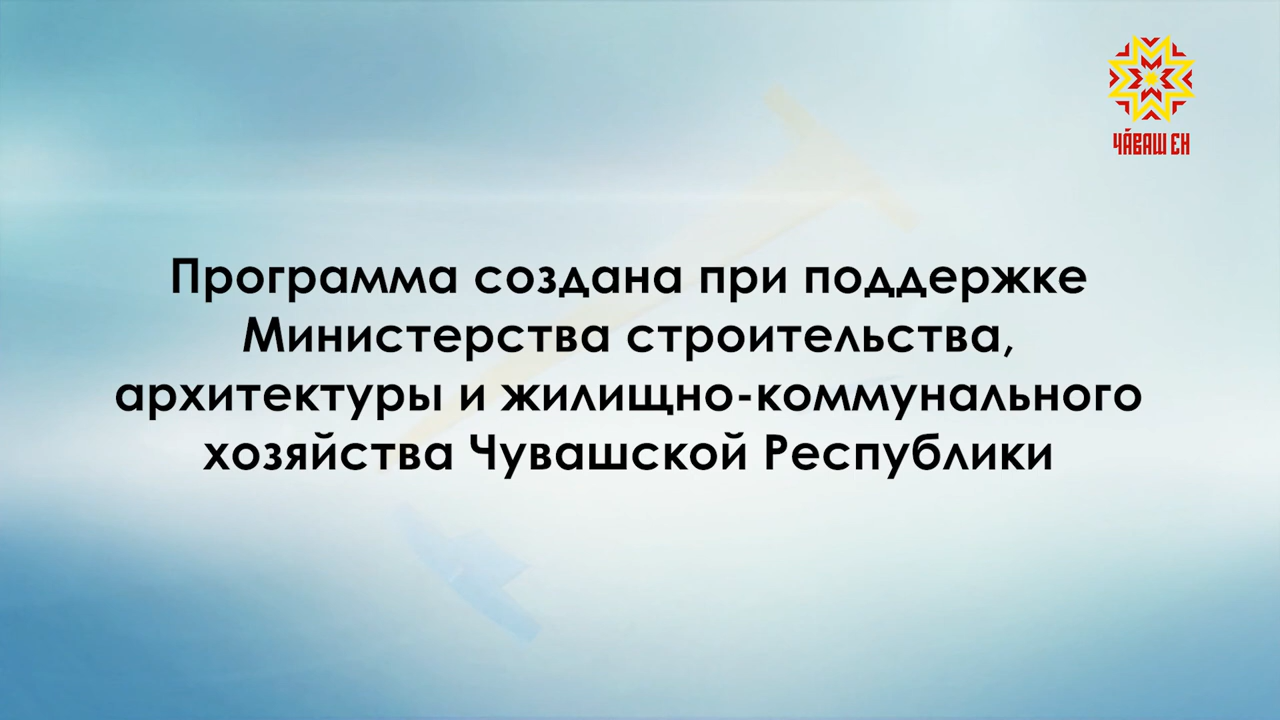 ЧӐВАШ ЕН
Программа создана при поддержке
Министерства строительства,
архитектуры и жилищно-коммунального
хозяйства Чувашской Республики